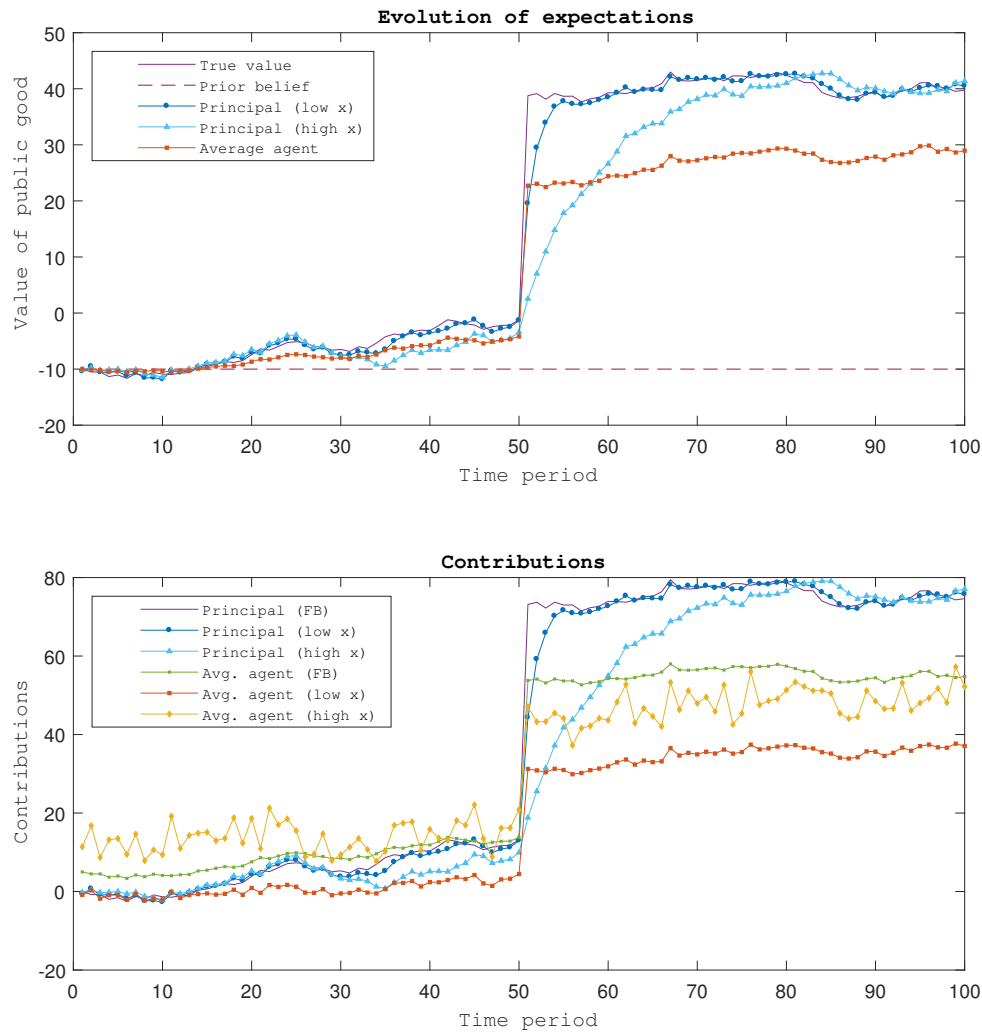 Evolution of expectations
50
40
30
20
10
0
-10
-20
Value of public good
True value
Prior belief
Principal (low x)
Principal (high x)
Average agent
0 10 20 30 40 50 60 70 80 90 100
Time period
Contributions
80
60
40
20
0
-20
Contributions
Principal (FB)
Principal (low x)
Principal (high x)
Avg. agent (FB)
Avg. agent (low x)
Avg. agent (high x)
0 10 20 30 40 50 60 70 80 90 100
Time period